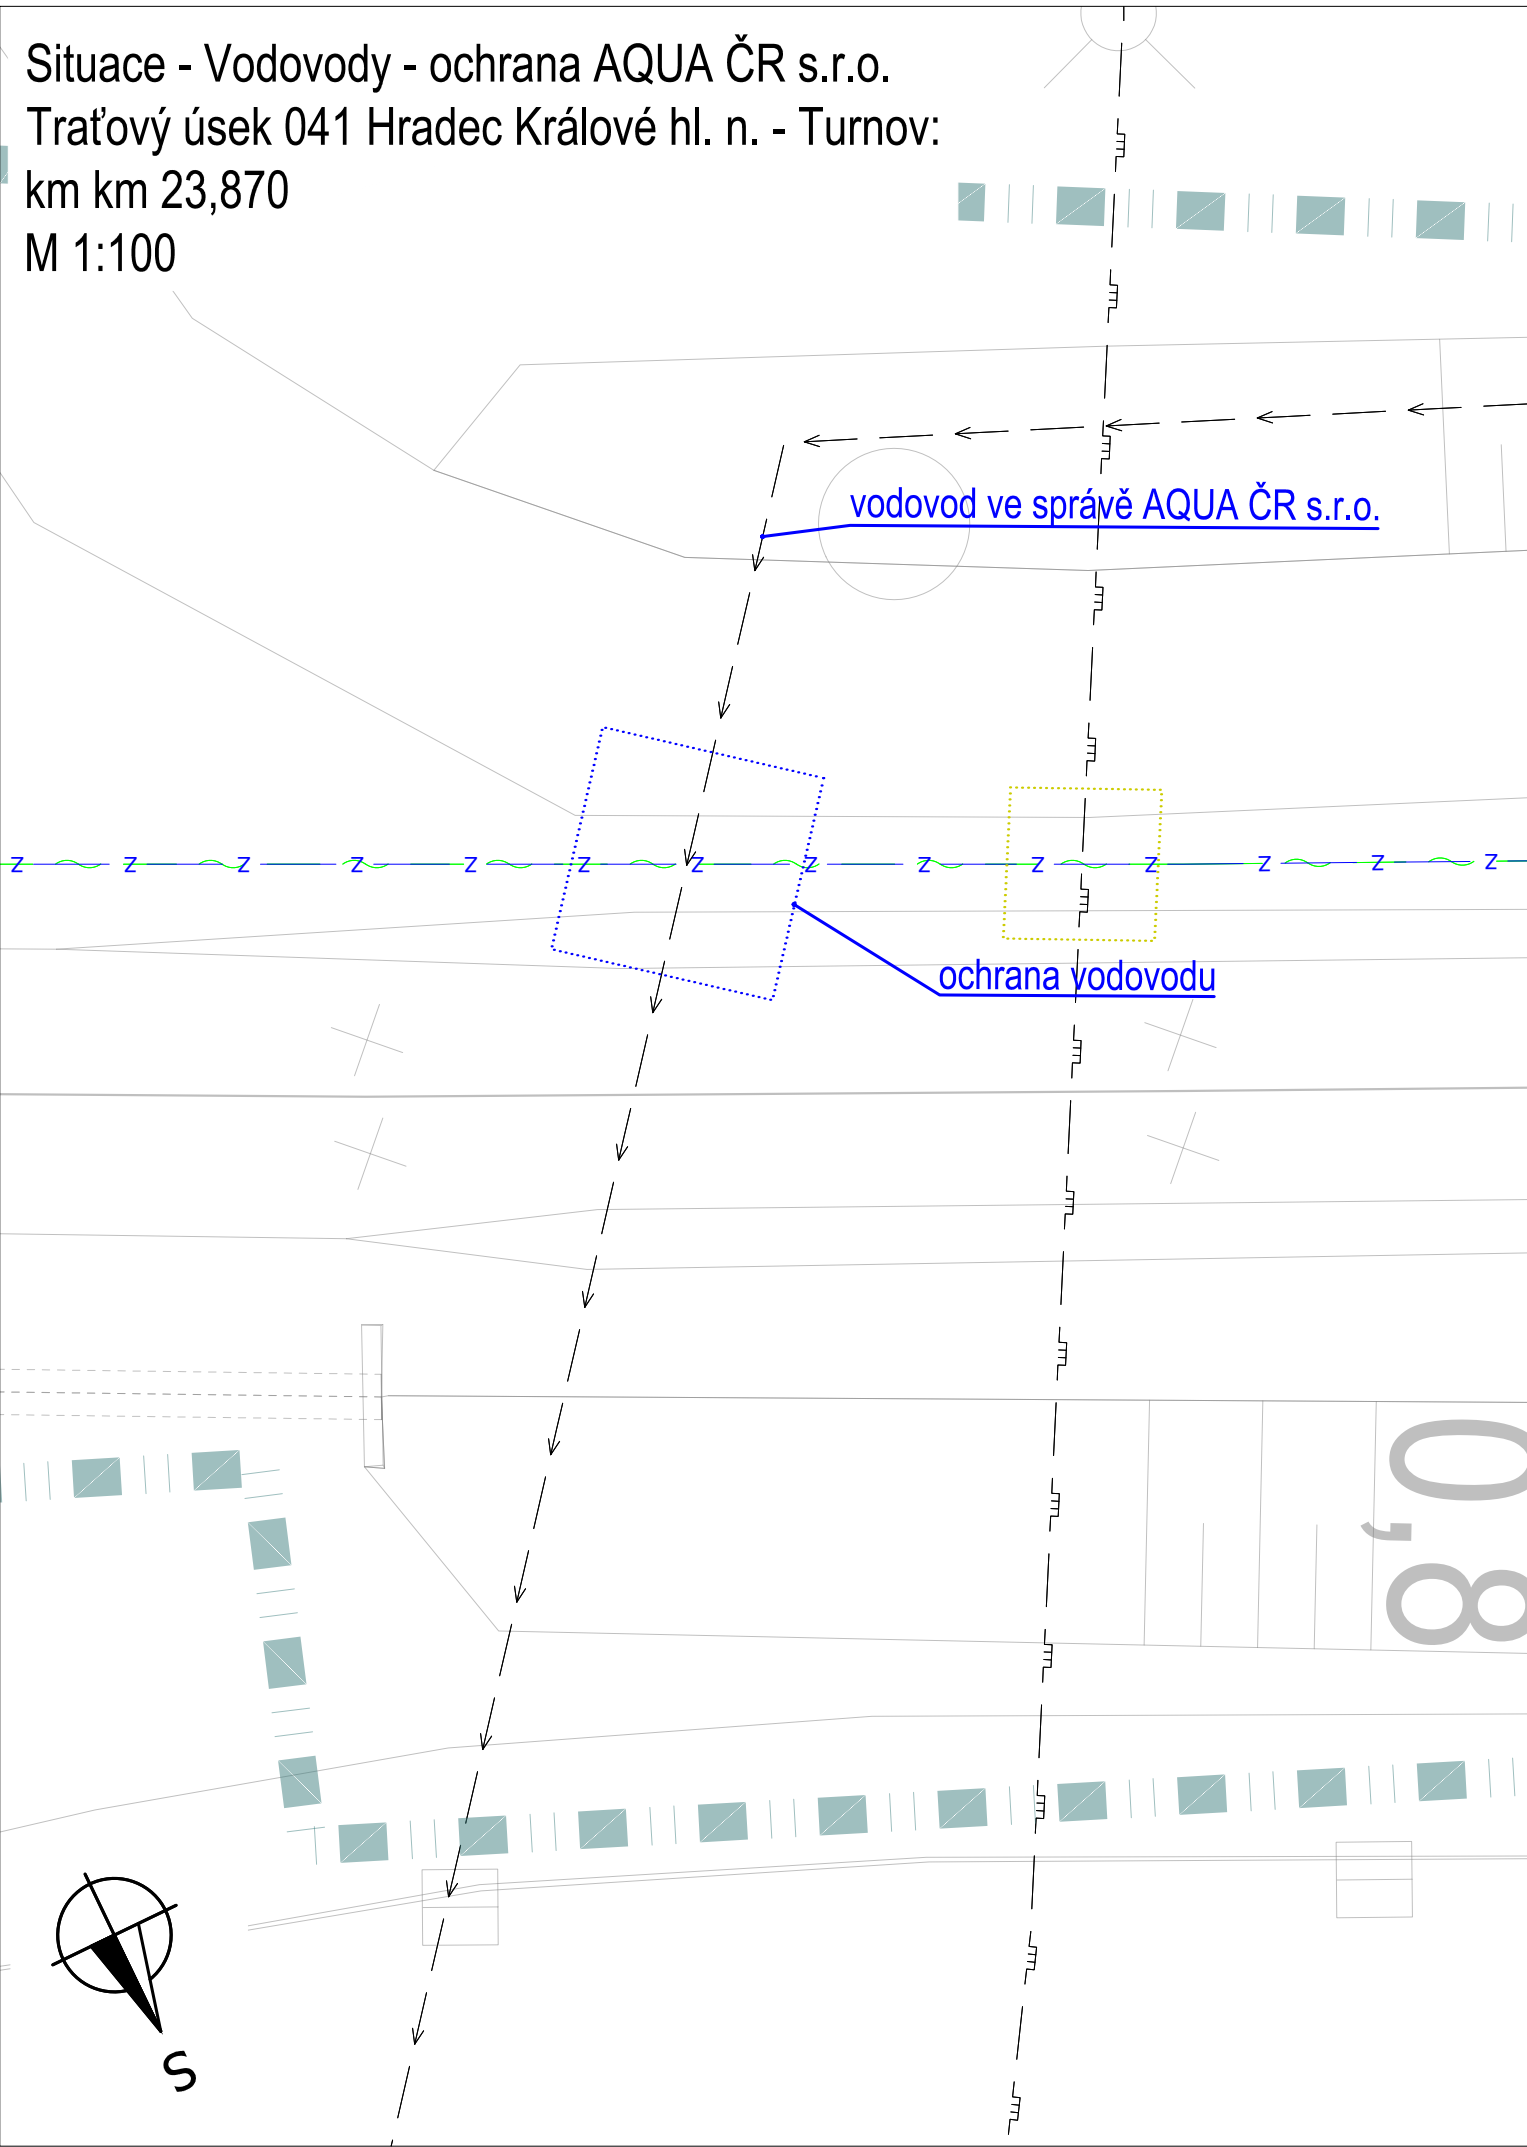 Situace - Vodovody - ochrana AQUA ČR s.r.o.
Traťový úsek 041 Hradec Králové hl. n. - Turnov:
km km 23,870
M 1:100
vodovod ve správě AQUA ČR s.r.o.
Z Z Z Z Z Z Z Z Z Z Z Z Z Z
ochrana vodovodu
0,8
S